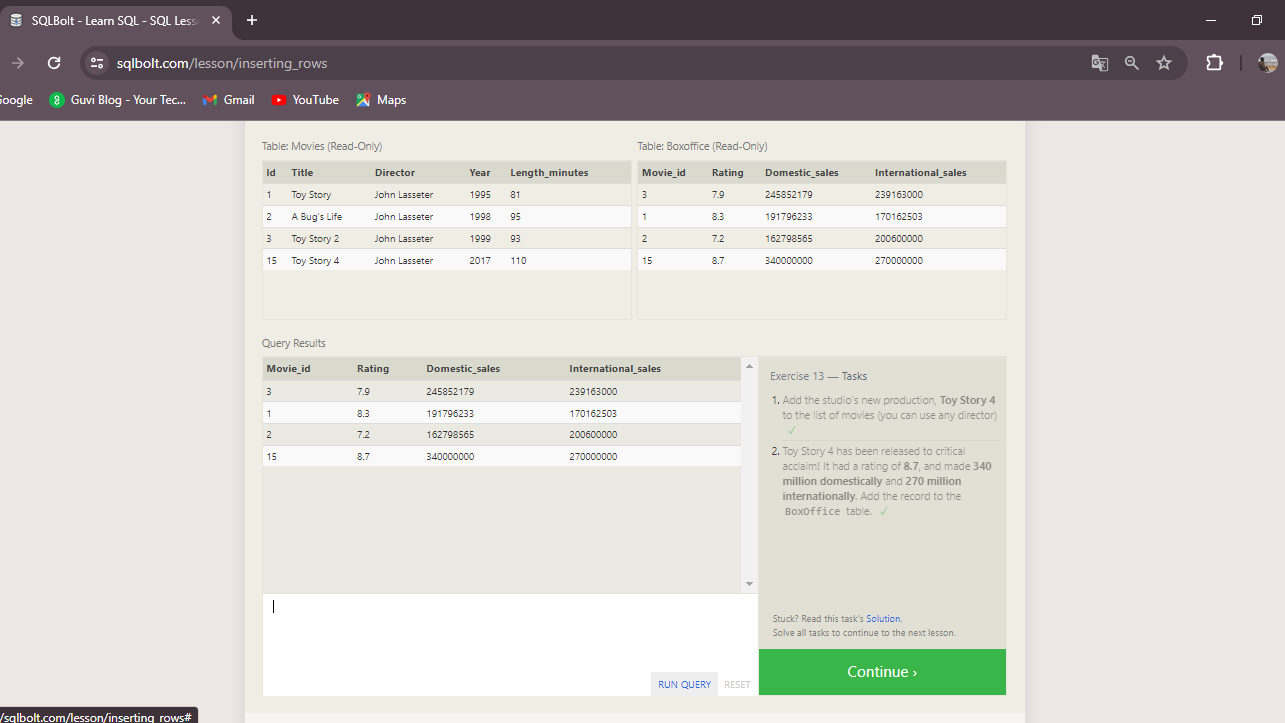 SQLBolt - Learn SQL - SQL Less
sqlbolt.com/lesson/inserting_rows
Google
Guvi Blog - Your Tec...
Gmail
YouTube
Maps
Table: Movies (Read-Only)
Id Title Director Year Length_minutes
1 Toy Story John Lasseter 1995 81
2 A Bug's Life John Lasseter 1998 95
3 Toy Story 2 John Lasseter 1999 93
15 Toy Story 4 John Lasseter 2017 110
Table: Boxoffice (Read-Only)
Movie_id Rating Domestic_sales International_sales
3 7.9 245852179 239163000
1 8.3 191796233 170162503
2 7.2 162798565 200600000
15 8.7 340000000 270000000
Query Results
Movie_id Rating Domestic_sales International_sales
3 7.9 245852179 239163000
1 8.3 191796233 170162503
2 7.2 162798565 200600000
15 8.7 340000000 270000000
RUN QUERY RESET
Exercise 13 — Tasks
1. Add the studio's new production, Toy Story 4
to the list of movies (you can use any director)
✓
2. Toy Story 4 has been released to critical
acclaim! It had a rating of 8.7, and made 340
million domestically and 270 million
internationally. Add the record to the
BoxOffice table. ✓
Stuck? Read this task's Solution.
Solve all tasks to continue to the next lesson.
Continue ›
/sqlbolt.com/lesson/inserting_rows#